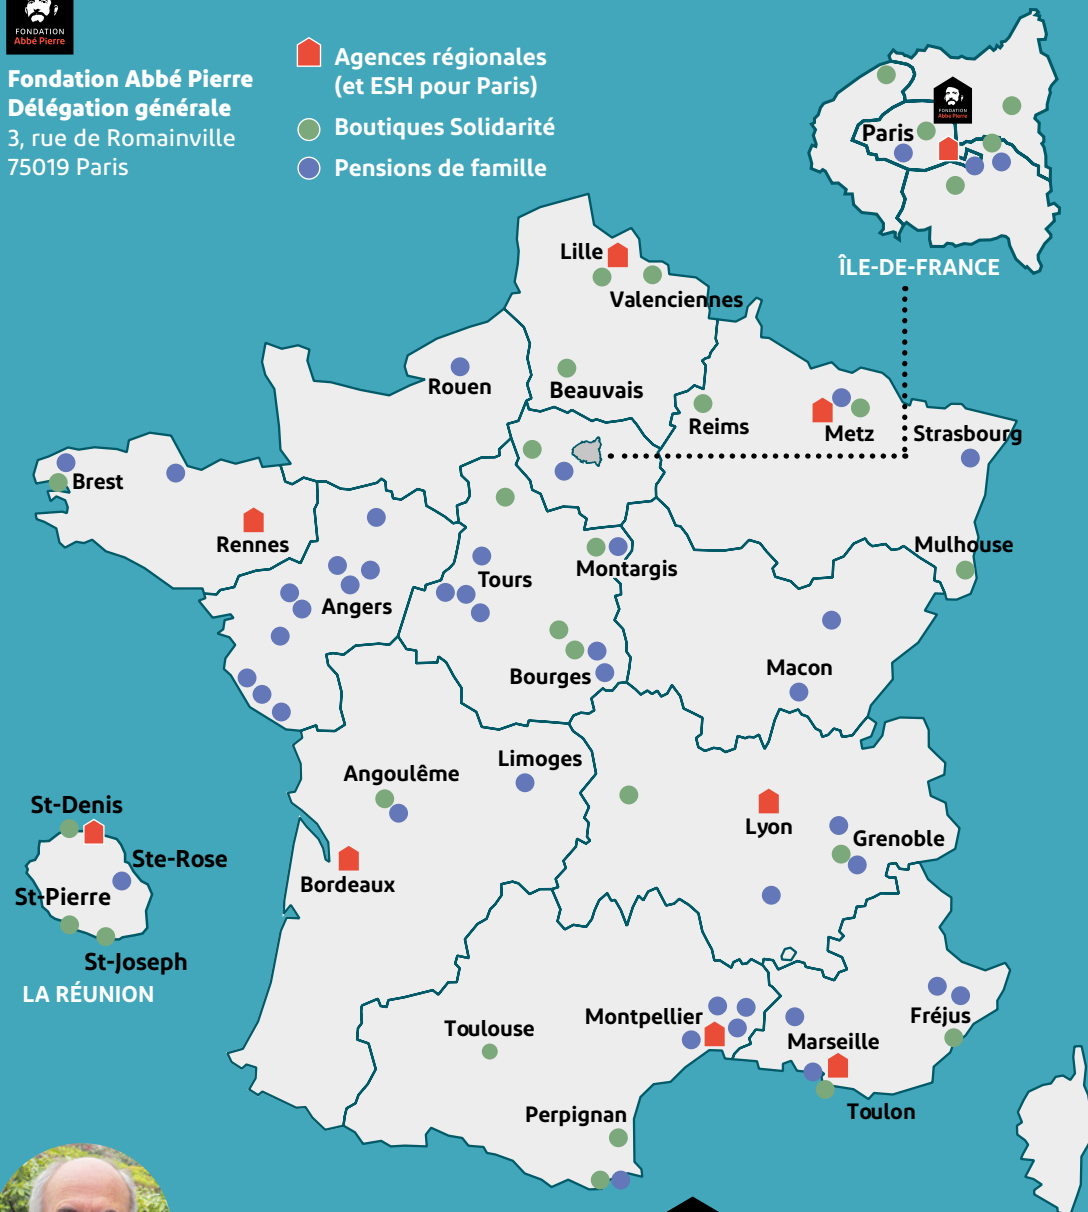 FONDATION
Abbé Pierre
Fondation Abbé Pierre
Délégation générale
3, rue de Romainville
75019 Paris
Agences régionales
(et ESH pour Paris)
Boutiques Solidarité
Pensions de famille
FONDATION
Abbé Pierre
Paris
ÎLE-DE-FRANCE
Lille
Valenciennes
Rouen
Beauvais
Reims
Metz
Strasbourg
Brest
Rennes
Mulhouse
Montargis
Tours
Angers
Bourges
Macon
Limoges
Angoulême
St-Denis
Lyon
Grenoble
Ste-Rose
Bordeaux
St-Pierre
St-Joseph
LA RÉUNION
Montpellier
Fréjus
Toulouse
Marseille
Perpignan
Toulon